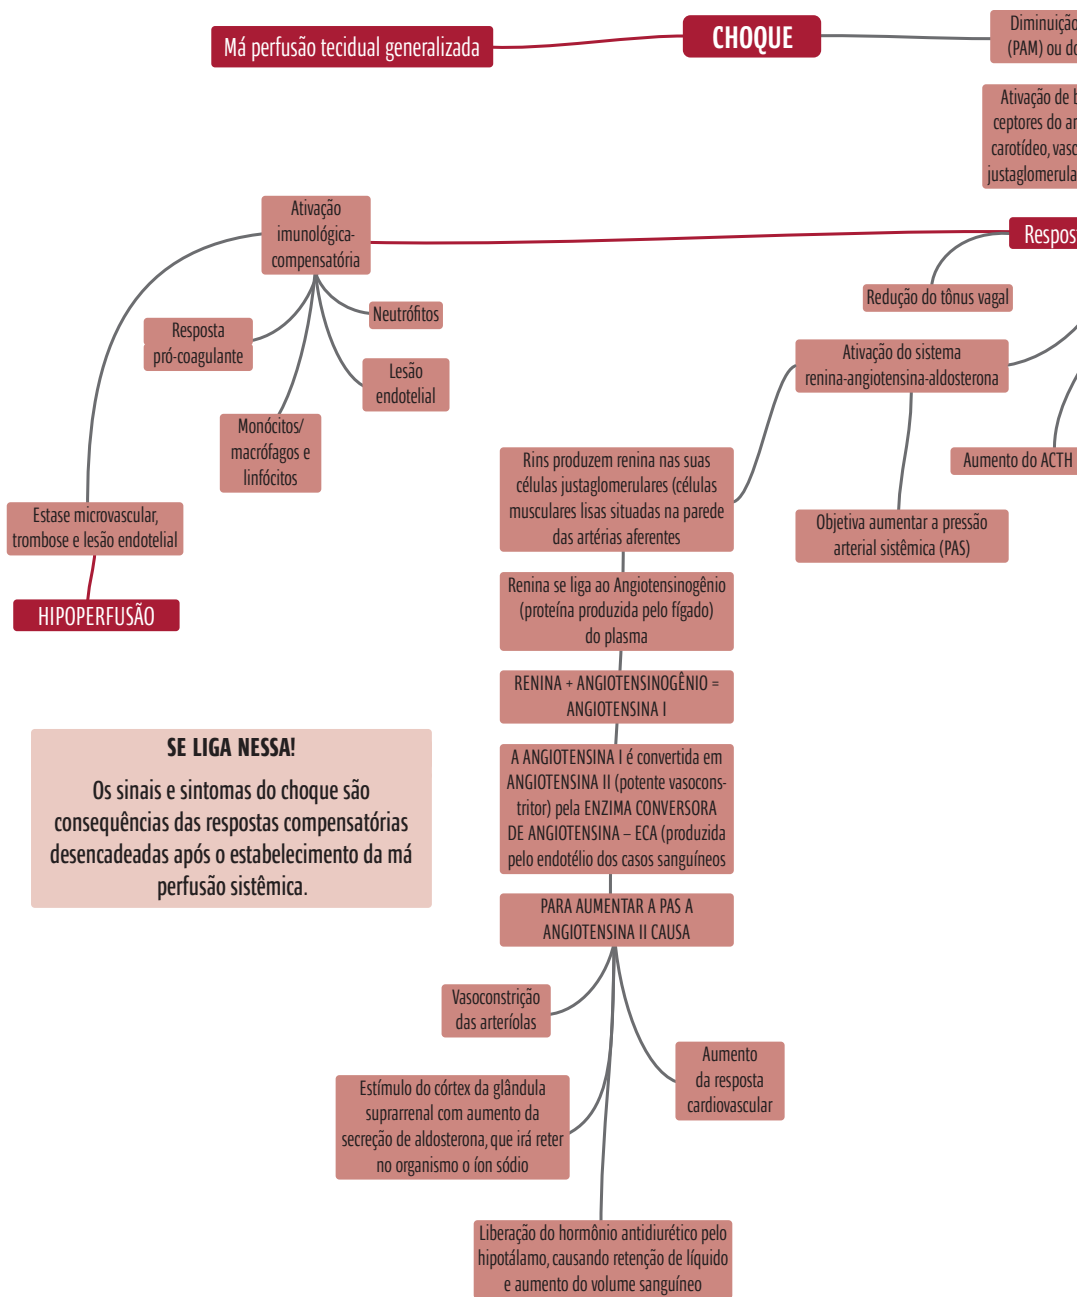 Má perfusão tecidual generalizada
CHOQUE
Diminuição
(PAM) ou do
Ativação de b
ceptores do ar
carotídeo, vasc
justaglomerula
Ativação
imunológica-
compensatória
Respost
Redução do tônus vagal
Neutrófitos
Resposta
pró-coagulante
Lesão
endotelial
Monócitos/
macrófagos e
linfócitos
Ativação do sistema
renina-angiotensina-aldosterona
Aumento do ACTH
Objetiva aumentar a pressão
arterial sistêmica (PAS)
Estase microvascular,
trombose e lesão endotelial
HIPOPERFUSÃO
Rins produzem renina nas suas
células justaglomerulares (células
musculares lisas situadas na parede
das artérias aferentes
Renina se liga ao Angiotensinogênio
(proteína produzida pelo fígado)
do plasma
RENINA + ANGIOTENSINOGÊNIO =
ANGIOTENSINA I
A ANGIOTENSINA I é convertida em
ANGIOTENSINA II (potente vasocons-
tritor) pela ENZIMA CONVERSORA
DE ANGIOTENSINA – ECA (produzida
pelo endotélio dos casos sanguíneos
PARA AUMENTAR A PAS A
ANGIOTENSINA II CAUSA
SE LIGA NESSA!
Os sinais e sintomas do choque são
consequências das respostas compensatórias
desencadeadas após o estabelecimento da má
perfusão sistêmica.
Vasoconstrição
das arteríolas
Aumento
da resposta
cardiovascular
Estímulo do córtex da glândula
suprarrenal com aumento da
secreção de aldosterona, que irá reter
no organismo o íon sódio
Liberação do hormônio antidiurético pelo
hipotálamo, causando retenção de líquido
e aumento do volume sanguíneo